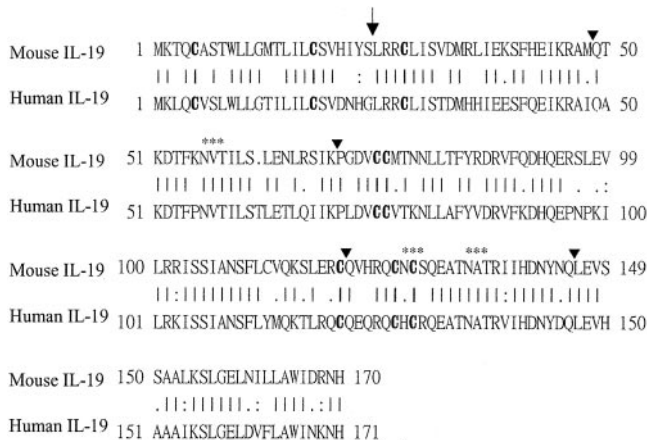 Mouse IL-19 1 MKTQCASTWLLGMTLILCSVHIYSLRRCLISVDMRLIEKSFHEIKRAMQT 50
Human IL-19 1 MKLQCVSLWLLGTILILCSVDNHGLRRCLISTDMHHIEESFQEIKRAIQA 50
*** 
Mouse IL-19 51 KDTFKNVTILS.LENLRSIKPGDVCCMTNNLLTFYRDRVFQDHQERSLEV 99
Human IL-19 51 KDTFPNVTILSTLETLQIIKPLDVCCVTKNLLAFYVDRVFKDHQEPNPKI 100
*** ***
Mouse IL-19 100 LRRISSIANSFLCVQKSLERCQVHRQCNCSQEATNATRIIHDNYNQLEVS 149
Human IL-19 101 LRKISSIANSFLYMQKTLRQCQEQRQCHCRQEATNATRVIHDNYDQLEVH 150
Mouse IL-19 150 SAALKSLGELNILLAWIDRNH 170
Human IL-19 151 AAAIKSLGELDVFLAWINKNH 171